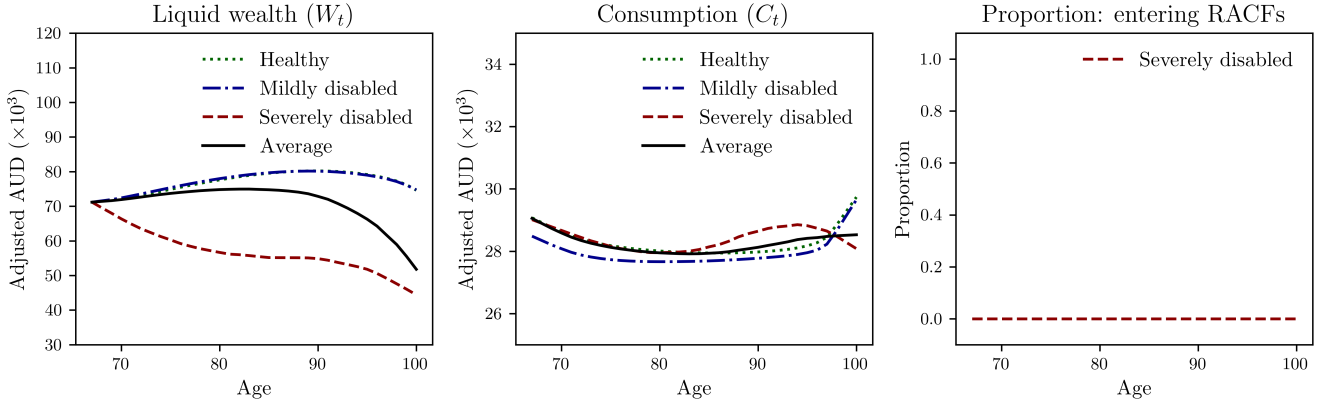 Liquid wealth (W_t)
Adjusted AUD (×10³)
120
110
100
90
80
70
60
50
40
30
Healthy
Mildly disabled
Severely disabled
Average
70
80
90
100
Age
Consumption (C_t)
Adjusted AUD (×10³)
34
32
30
28
26
Healthy
Mildly disabled
Severely disabled
Average
70
80
90
100
Age
Proportion: entering RACFs
Proportion
1.0
0.8
0.6
0.4
0.2
0.0
Severely disabled
70
80
90
100
Age